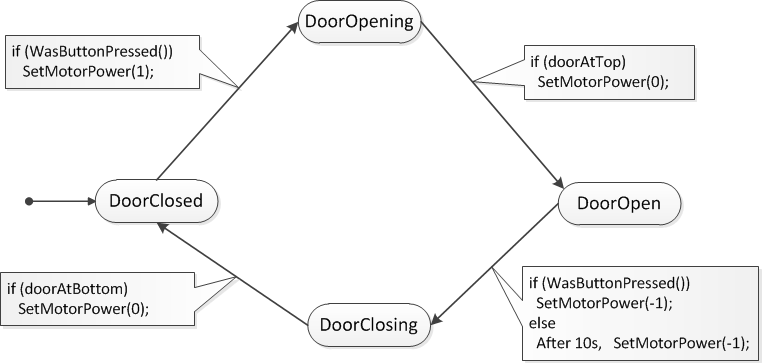 DoorOpening
if (WasButtonPressed())
SetMotorPower(1);
if (doorAtTop)
SetMotorPower(0);
DoorClosed
DoorOpen
if (doorAtBottom)
SetMotorPower(0);
DoorClosing
if (WasButtonPressed())
SetMotorPower(-1);
else
After 10s, SetMotorPower(-1);